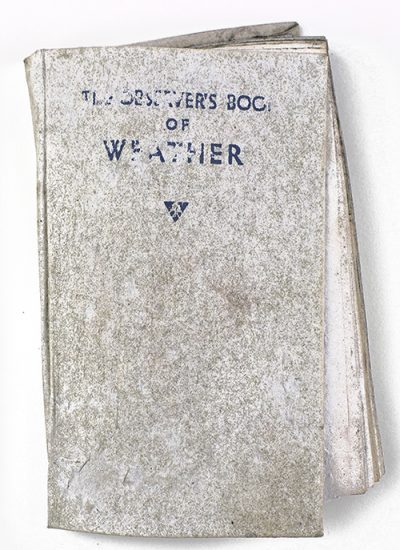 THE OBSERVER'S BOOK
OF
WEATHER